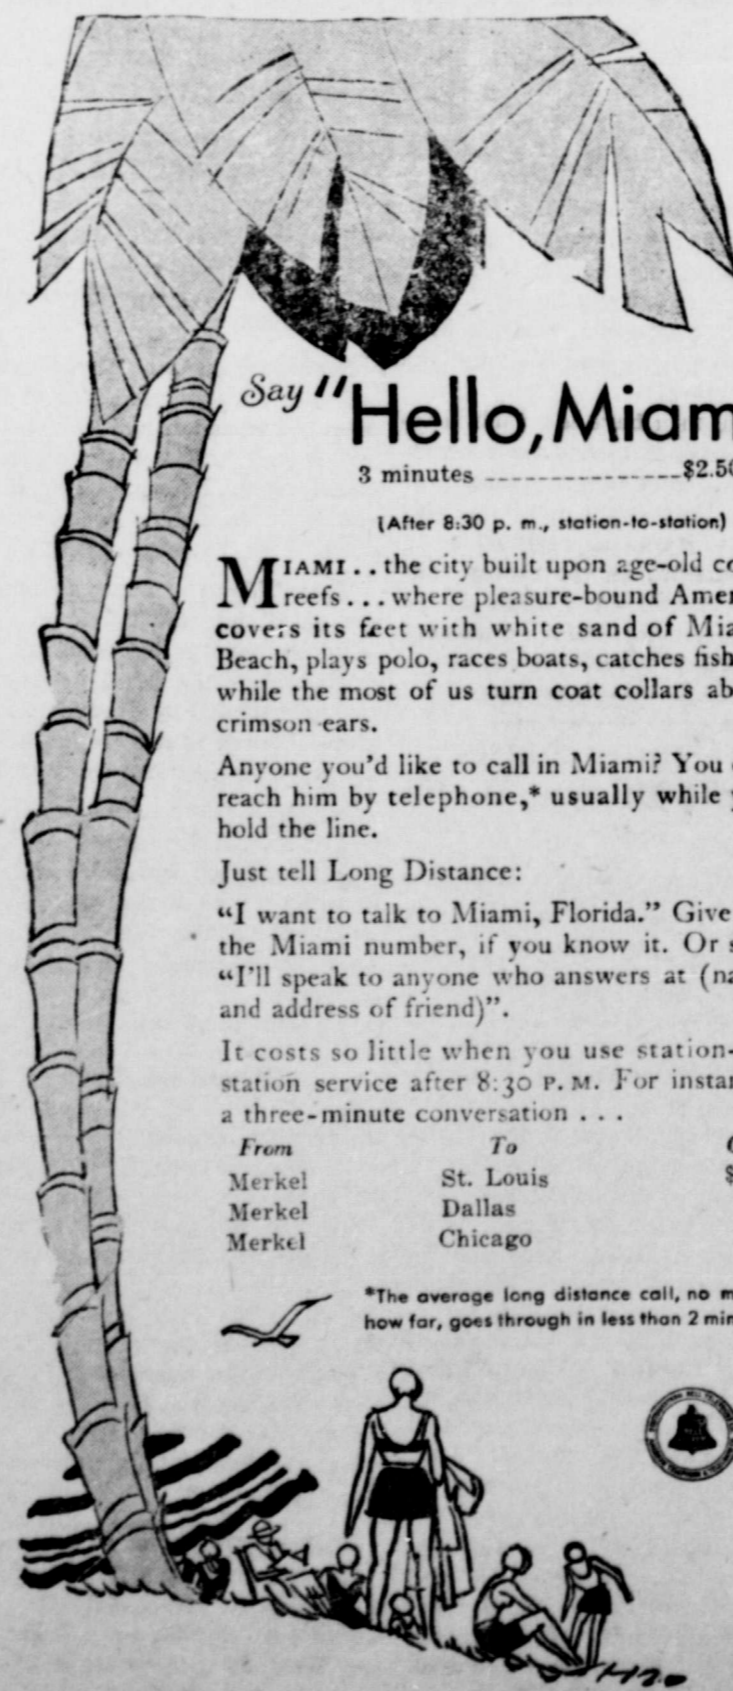 Say "Hello, Miam
3 minutes ----------------$2.50
(After 8:30 p. m., station-to-station)
MIAMI . . the city built upon age-old co
reefs . . . where pleasure-bound Amer
covers its feet with white sand of Mia
Beach, plays polo, races boats, catches fish
while the most of us turn coat collars ab
crimson ears.
Anyone you'd like to call in Miami? You
reach him by telephone,* usually while
hold the line.
Just tell Long Distance:
"I want to talk to Miami, Florida." Give
the Miami number, if you know it. Or s
"I'll speak to anyone who answers at (na
and address of friend)".
It costs so little when you use station-
station service after 8:30 P. M. For instan
a three-minute conversation . . .
From To
Merkel St. Louis $
Merkel Dallas
Merkel Chicago
*The average long distance call, no m
how far, goes through in less than 2 min